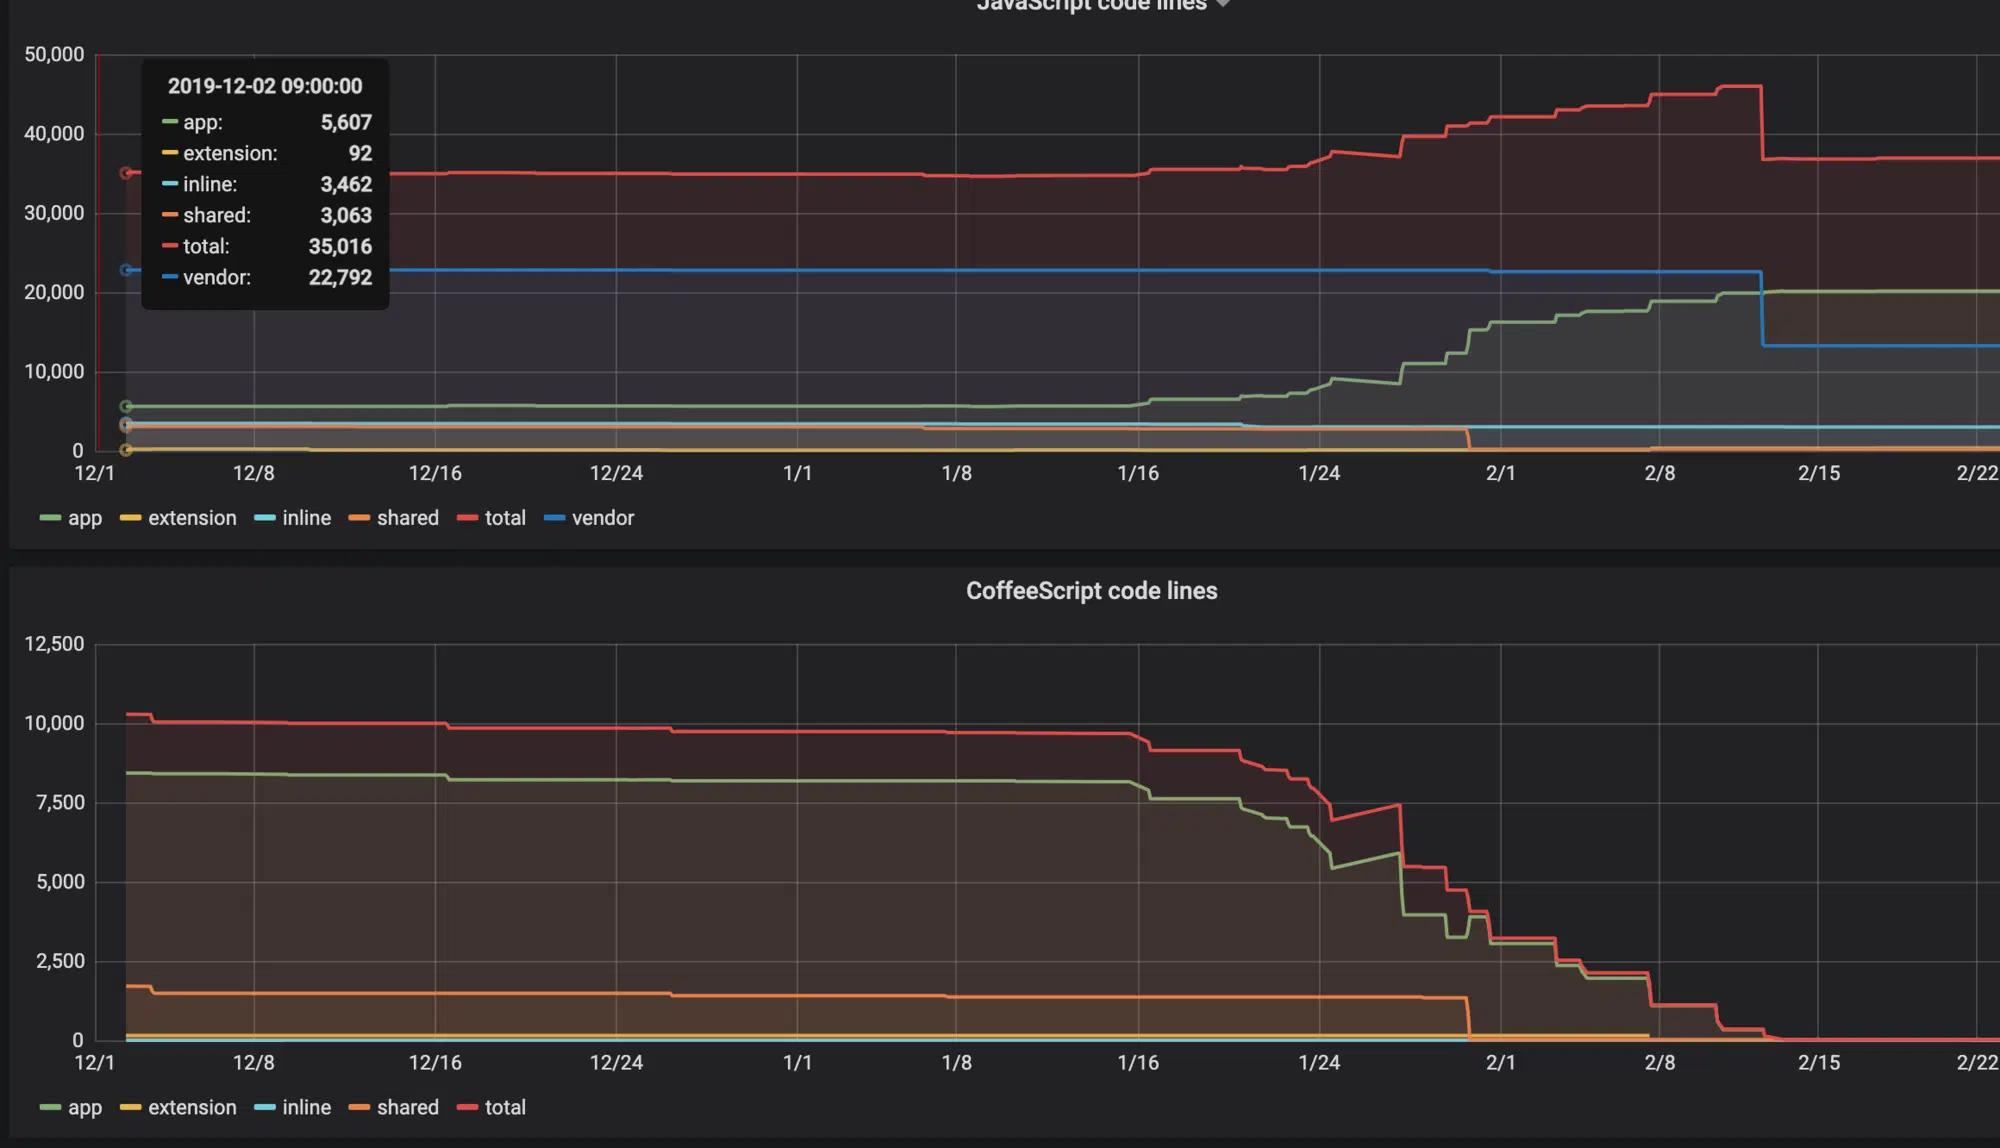 JavaScript code lines
50,000
2019-12-02 09:00:00
app: 5,607
extension: 92
inline: 3,462
shared: 3,063
total: 35,016
vendor: 22,792
40,000
30,000
20,000
10,000
0
12/1 12/8 12/16 12/24 1/1 1/8 1/16 1/24 2/1 2/8 2/15 2/22
app extension inline shared total vendor
CoffeeScript code lines
12,500
10,000
7,500
5,000
2,500
0
12/1 12/8 12/16 12/24 1/1 1/8 1/16 1/24 2/1 2/8 2/15 2/22
app extension inline shared total